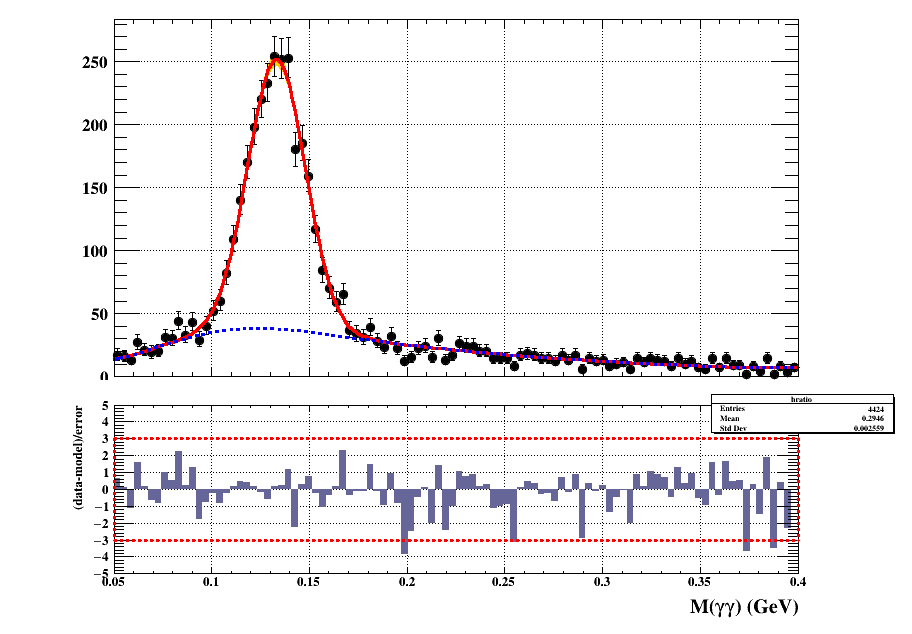 250
200
150
100
50
0
hratio
Entries 4424
Mean 0.2946
Std Dev 0.002559
(data-model)/error
5
4
3
2
1
0
−1
−2
−3
−4
−5
0.05 0.1 0.15 0.2 0.25 0.3 0.35 0.4
M(γγ) (GeV)